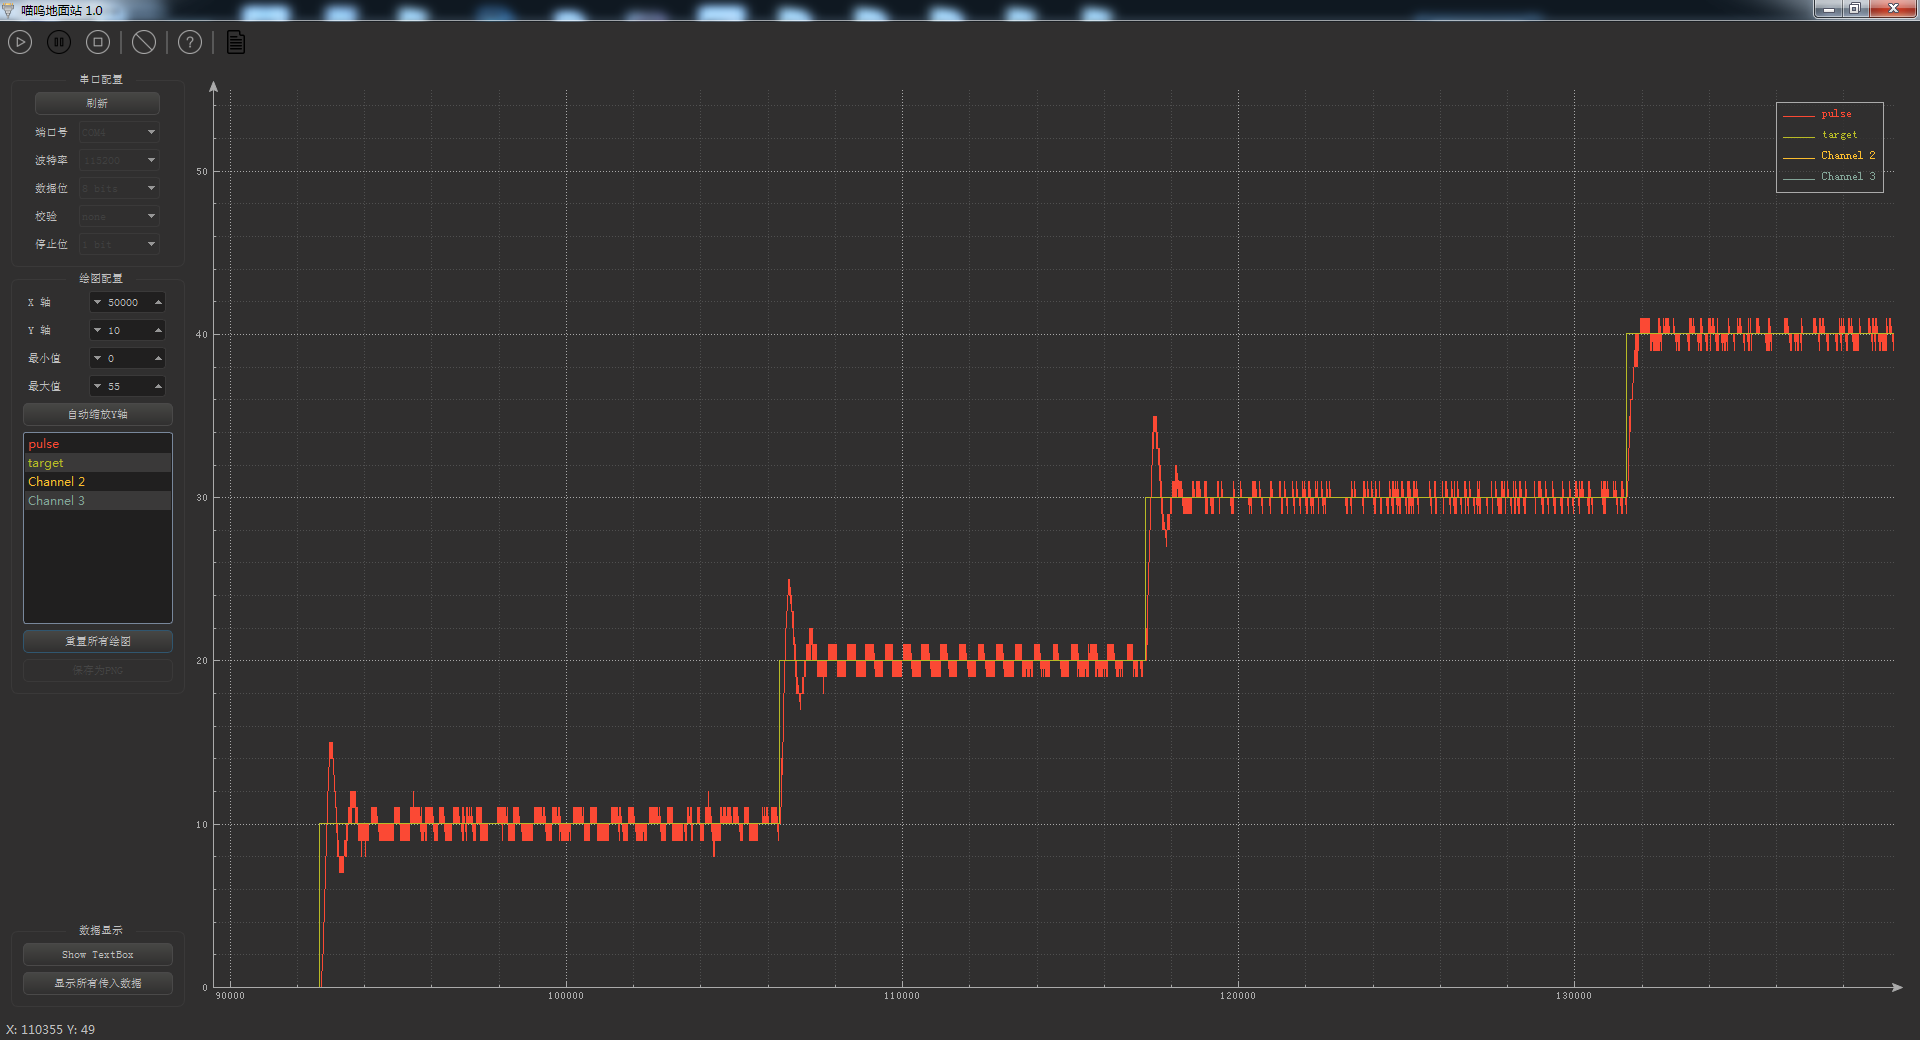 喵呜地面站 1.0
串口配置
刷新
端口号 COM4
波特率 115200
数据位 8 bits
校验 none
停止位 1 bit
绘图配置
X 轴 50000
Y 轴 10
最小值 0
最大值 55
自动缩放Y轴
pulse
target
Channel 2
Channel 3
重置所有绘图
保存为PNG
数据显示
Show TextBox
显示所有传入数据
X: 110355 Y: 49
50
40
30
20
10
0
90000 100000 110000 120000 130000
pulse
target
Channel 2
Channel 3